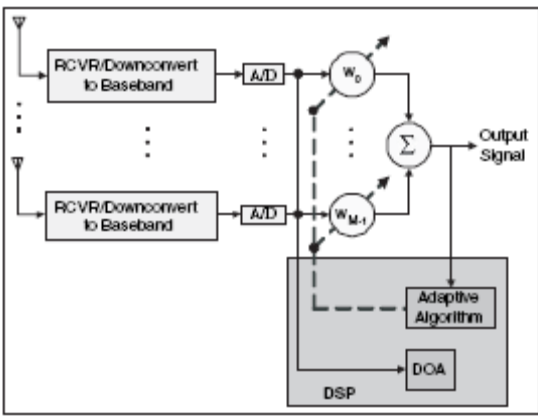 RCVR/Downconvert
to Baseband
A/D
W0
Σ
Output
Signal
RCVR/Downconvert
to Baseband
A/D
WM-1
Adaptive
Algorithm
DOA
DSP